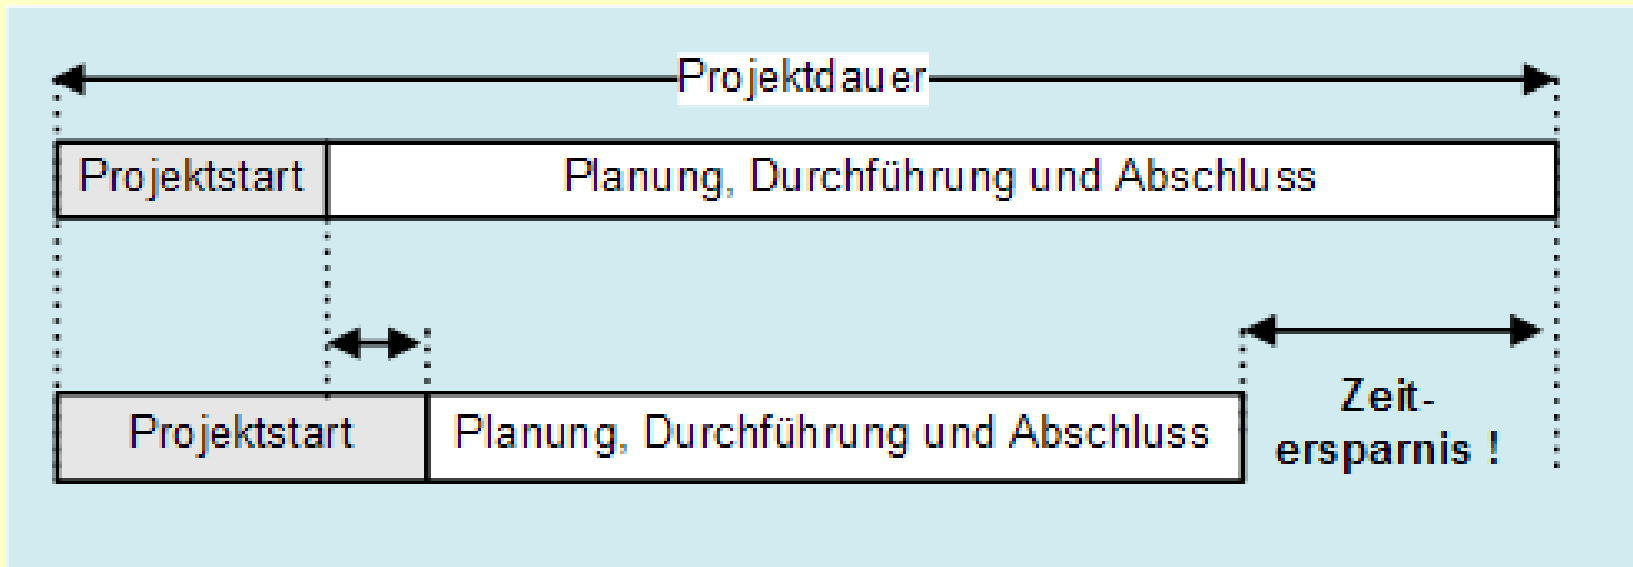 Projektdauer
Projektstart
Planung, Durchführung und Abschluss
Projektstart
Planung, Durchführung und Abschluss
Zeit-
ersparnis !